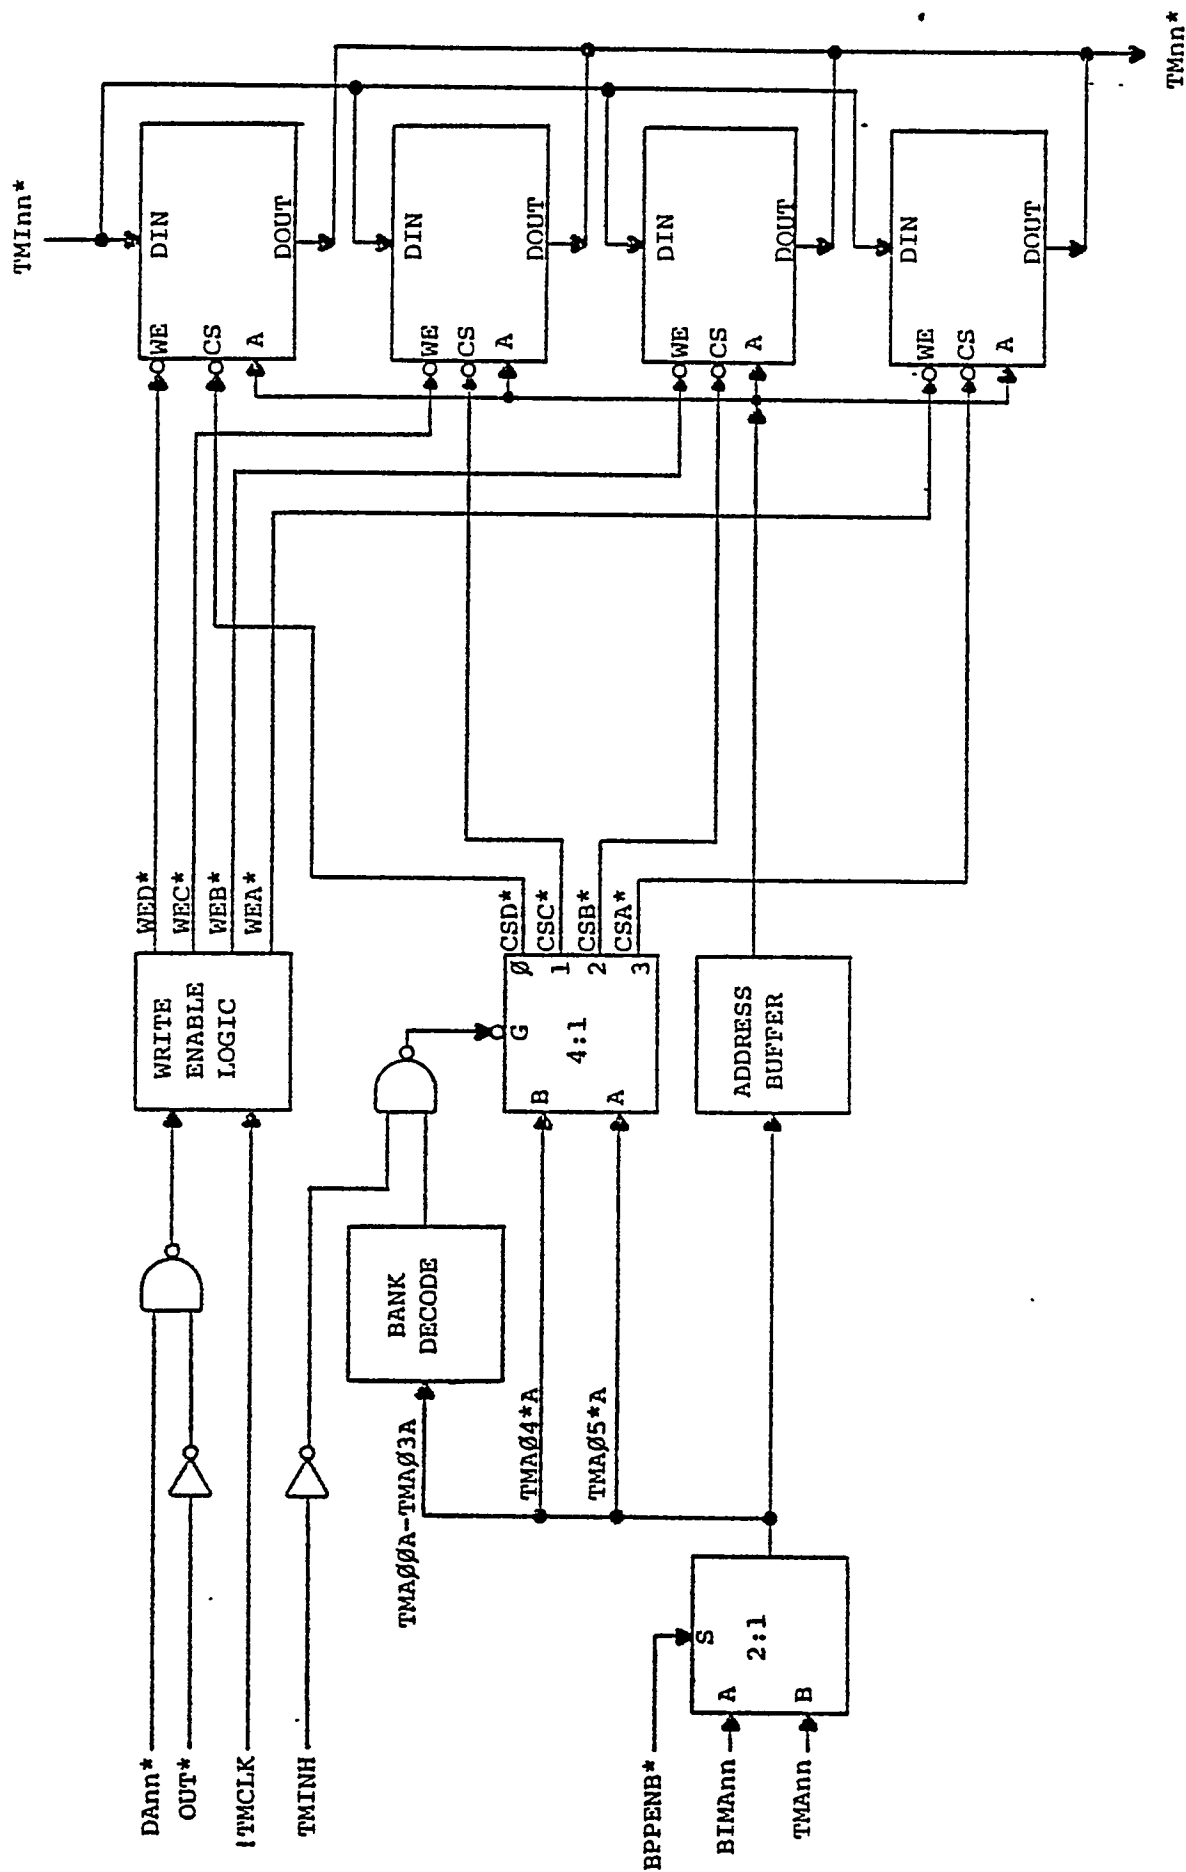 DAnn*
OUT*
!TMCLK
TMINH
BPPENB*
BIMAnn
TMAnn
A
B
S
2:1
TMAØØA-TMAØ3A
TMAØ4*A
TMAØ5*A
BANK
DECODE
WRITE
ENABLE
LOGIC
WED*
WEC*
WEB*
WEA*
B
A
G
4:1
Ø
1
2
3
CSD*
CSC*
CSB*
CSA*
ADDRESS
BUFFER
TMInn*
WE
CS
A
DIN
DOUT
WE
CS
A
DIN
DOUT
WE
CS
A
DIN
DOUT
WE
CS
A
DIN
DOUT
TMnn*